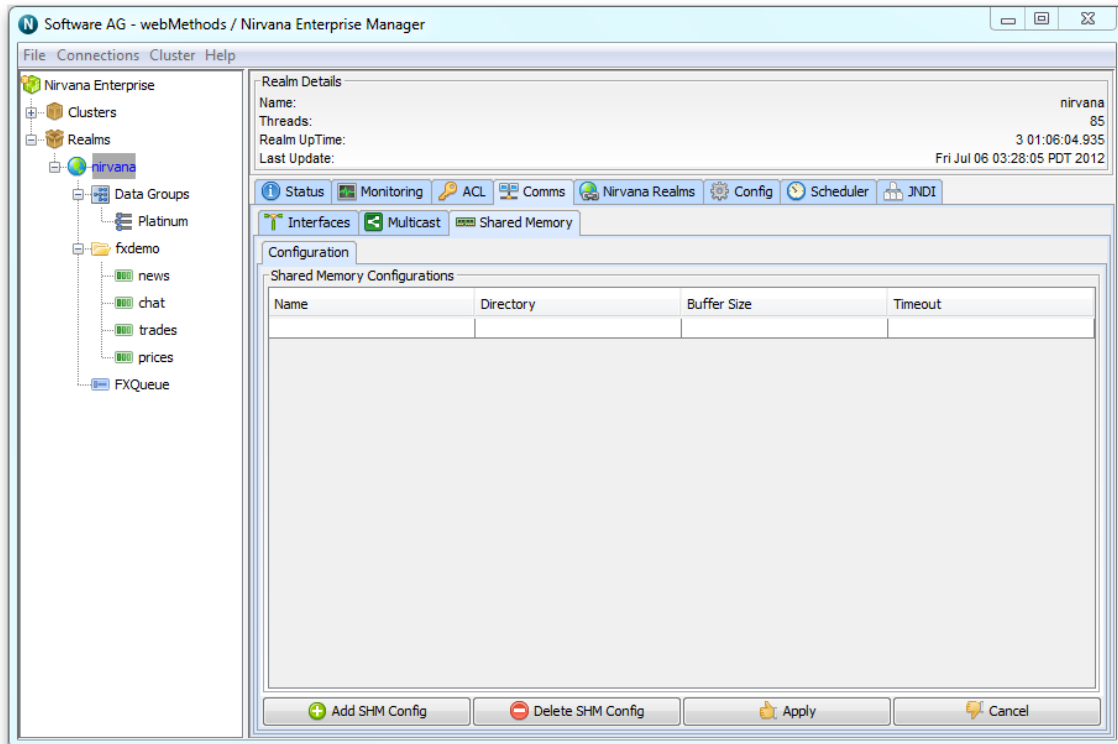 Software AG - webMethods / Nirvana Enterprise Manager
File Connections Cluster Help
Nirvana Enterprise
Clusters
Realms
nirvana
Data Groups
Platinum
fxdemo
news
chat
trades
prices
FXQueue
Realm Details
Name: nirvana
Threads: 85
Realm UpTime: 3 01:06:04.935
Last Update: Fri Jul 06 03:28:05 PDT 2012
Status Monitoring ACL Comms Nirvana Realms Config Scheduler JNDI
Interfaces Multicast Shared Memory
Configuration
Shared Memory Configurations
Name Directory Buffer Size Timeout
Add SHM Config Delete SHM Config Apply Cancel